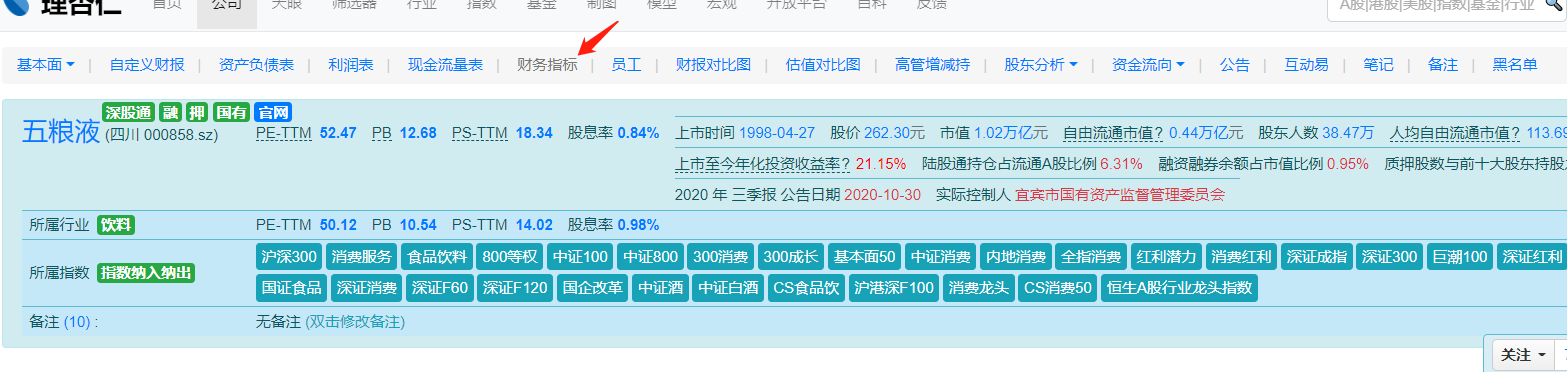 理杏仁 首页 公司 天眼 筛选器 行业 指数 基金 制图 模型 宏观 开放平台 百科 反馈 A股|港股|美股|指数|基金|行业
基本面 | 自定义财报 | 资产负债表 | 利润表 | 现金流量表 | 财务指标 | 员工 | 财报对比图 | 估值对比图 | 高管增减持 | 股东分析 | 资金流向 | 公告 | 互动易 | 笔记 | 备注 | 黑名单
深股通 融 押 国有 官网
五粮液 (四川 000858.sz) PE-TTM 52.47 PB 12.68 PS-TTM 18.34 股息率 0.84% 上市时间 1998-04-27 股价 262.30元 市值 1.02万亿元 自由流通市值? 0.44万亿元 股东人数 38.47万 人均自由流通市值? 113.69
上市至今年化投资收益率? 21.15% 陆股通持仓占流通A股比例 6.31% 融资融券余额占市值比例 0.95% 质押股数与前十大股东持股
2020 年 三季报 公告日期 2020-10-30 实际控制人 宜宾市国有资产监督管理委员会
所属行业 饮料 PE-TTM 50.12 PB 10.54 PS-TTM 14.02 股息率 0.98%
沪深300 消费服务 食品饮料 800等权 中证100 中证800 300消费 300成长 基本面50 中证消费 内地消费 全指消费 红利潜力 消费红利 深证成指 深证300 巨潮100 深证红利
所属指数 指数纳入纳出
国证食品 深证消费 深证F60 深证F120 国企改革 中证酒 中证白酒 CS食品饮 沪港深F100 消费龙头 CS消费50 恒生A股行业龙头指数
备注 (10) : 无备注 (双击修改备注)
关注